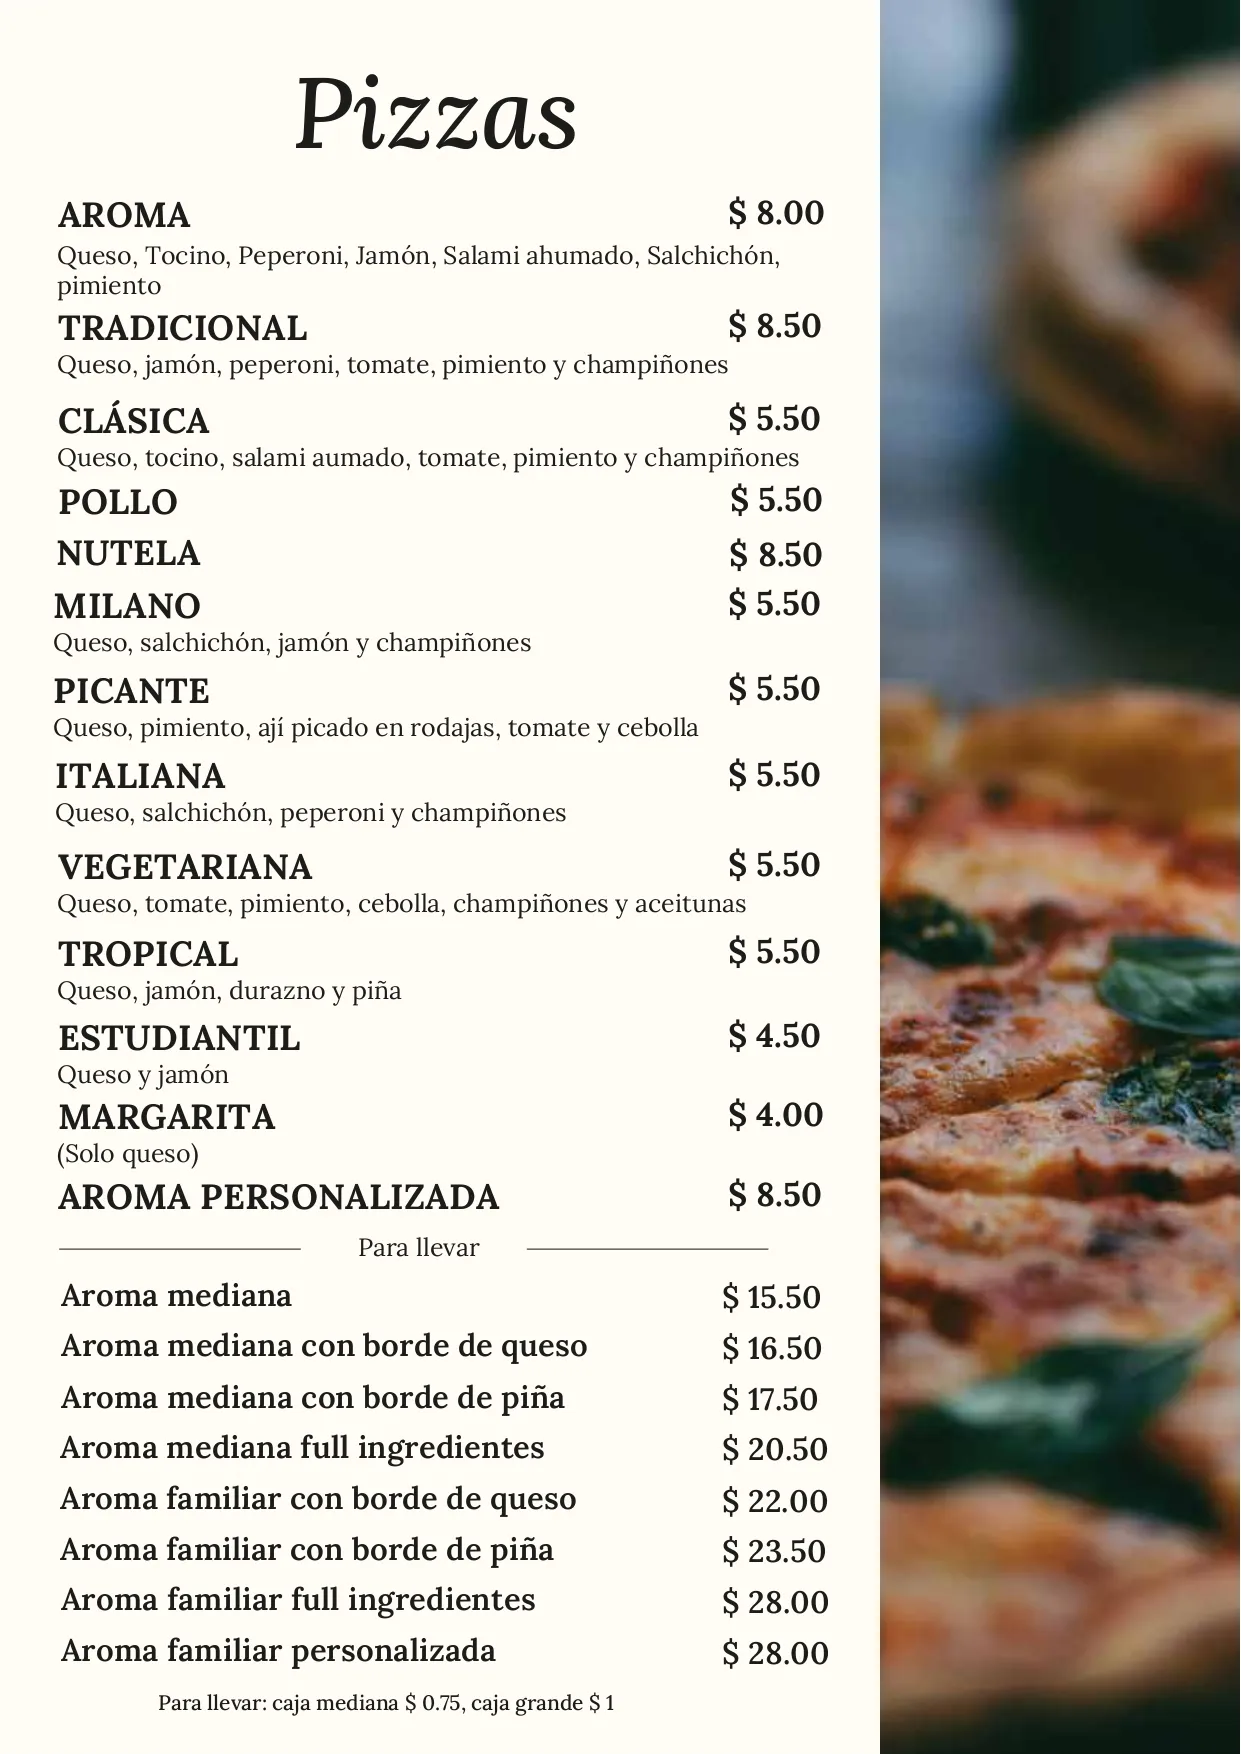 Pizzas
AROMA $ 8.00
Queso, Tocino, Peperoni, Jamón, Salami ahumado, Salchichón,
pimiento
TRADICIONAL $ 8.50
Queso, jamón, peperoni, tomate, pimiento y champiñones
CLÁSICA $ 5.50
Queso, tocino, salami aumado, tomate, pimiento y champiñones
POLLO $ 5.50
NUTELA $ 8.50
MILANO $ 5.50
Queso, salchichón, jamón y champiñones
PICANTE $ 5.50
Queso, pimiento, ají picado en rodajas, tomate y cebolla
ITALIANA $ 5.50
Queso, salchichón, peperoni y champiñones
VEGETARIANA $ 5.50
Queso, tomate, pimiento, cebolla, champiñones y aceitunas
TROPICAL $ 5.50
Queso, jamón, durazno y piña
ESTUDIANTIL $ 4.50
Queso y jamón
MARGARITA $ 4.00
(Solo queso)
AROMA PERSONALIZADA $ 8.50
Para llevar
Aroma mediana $ 15.50
Aroma mediana con borde de queso $ 16.50
Aroma mediana con borde de piña $ 17.50
Aroma mediana full ingredientes $ 20.50
Aroma familiar con borde de queso $ 22.00
Aroma familiar con borde de piña $ 23.50
Aroma familiar full ingredientes $ 28.00
Aroma familiar personalizada $ 28.00
Para llevar: caja mediana $ 0.75, caja grande $ 1